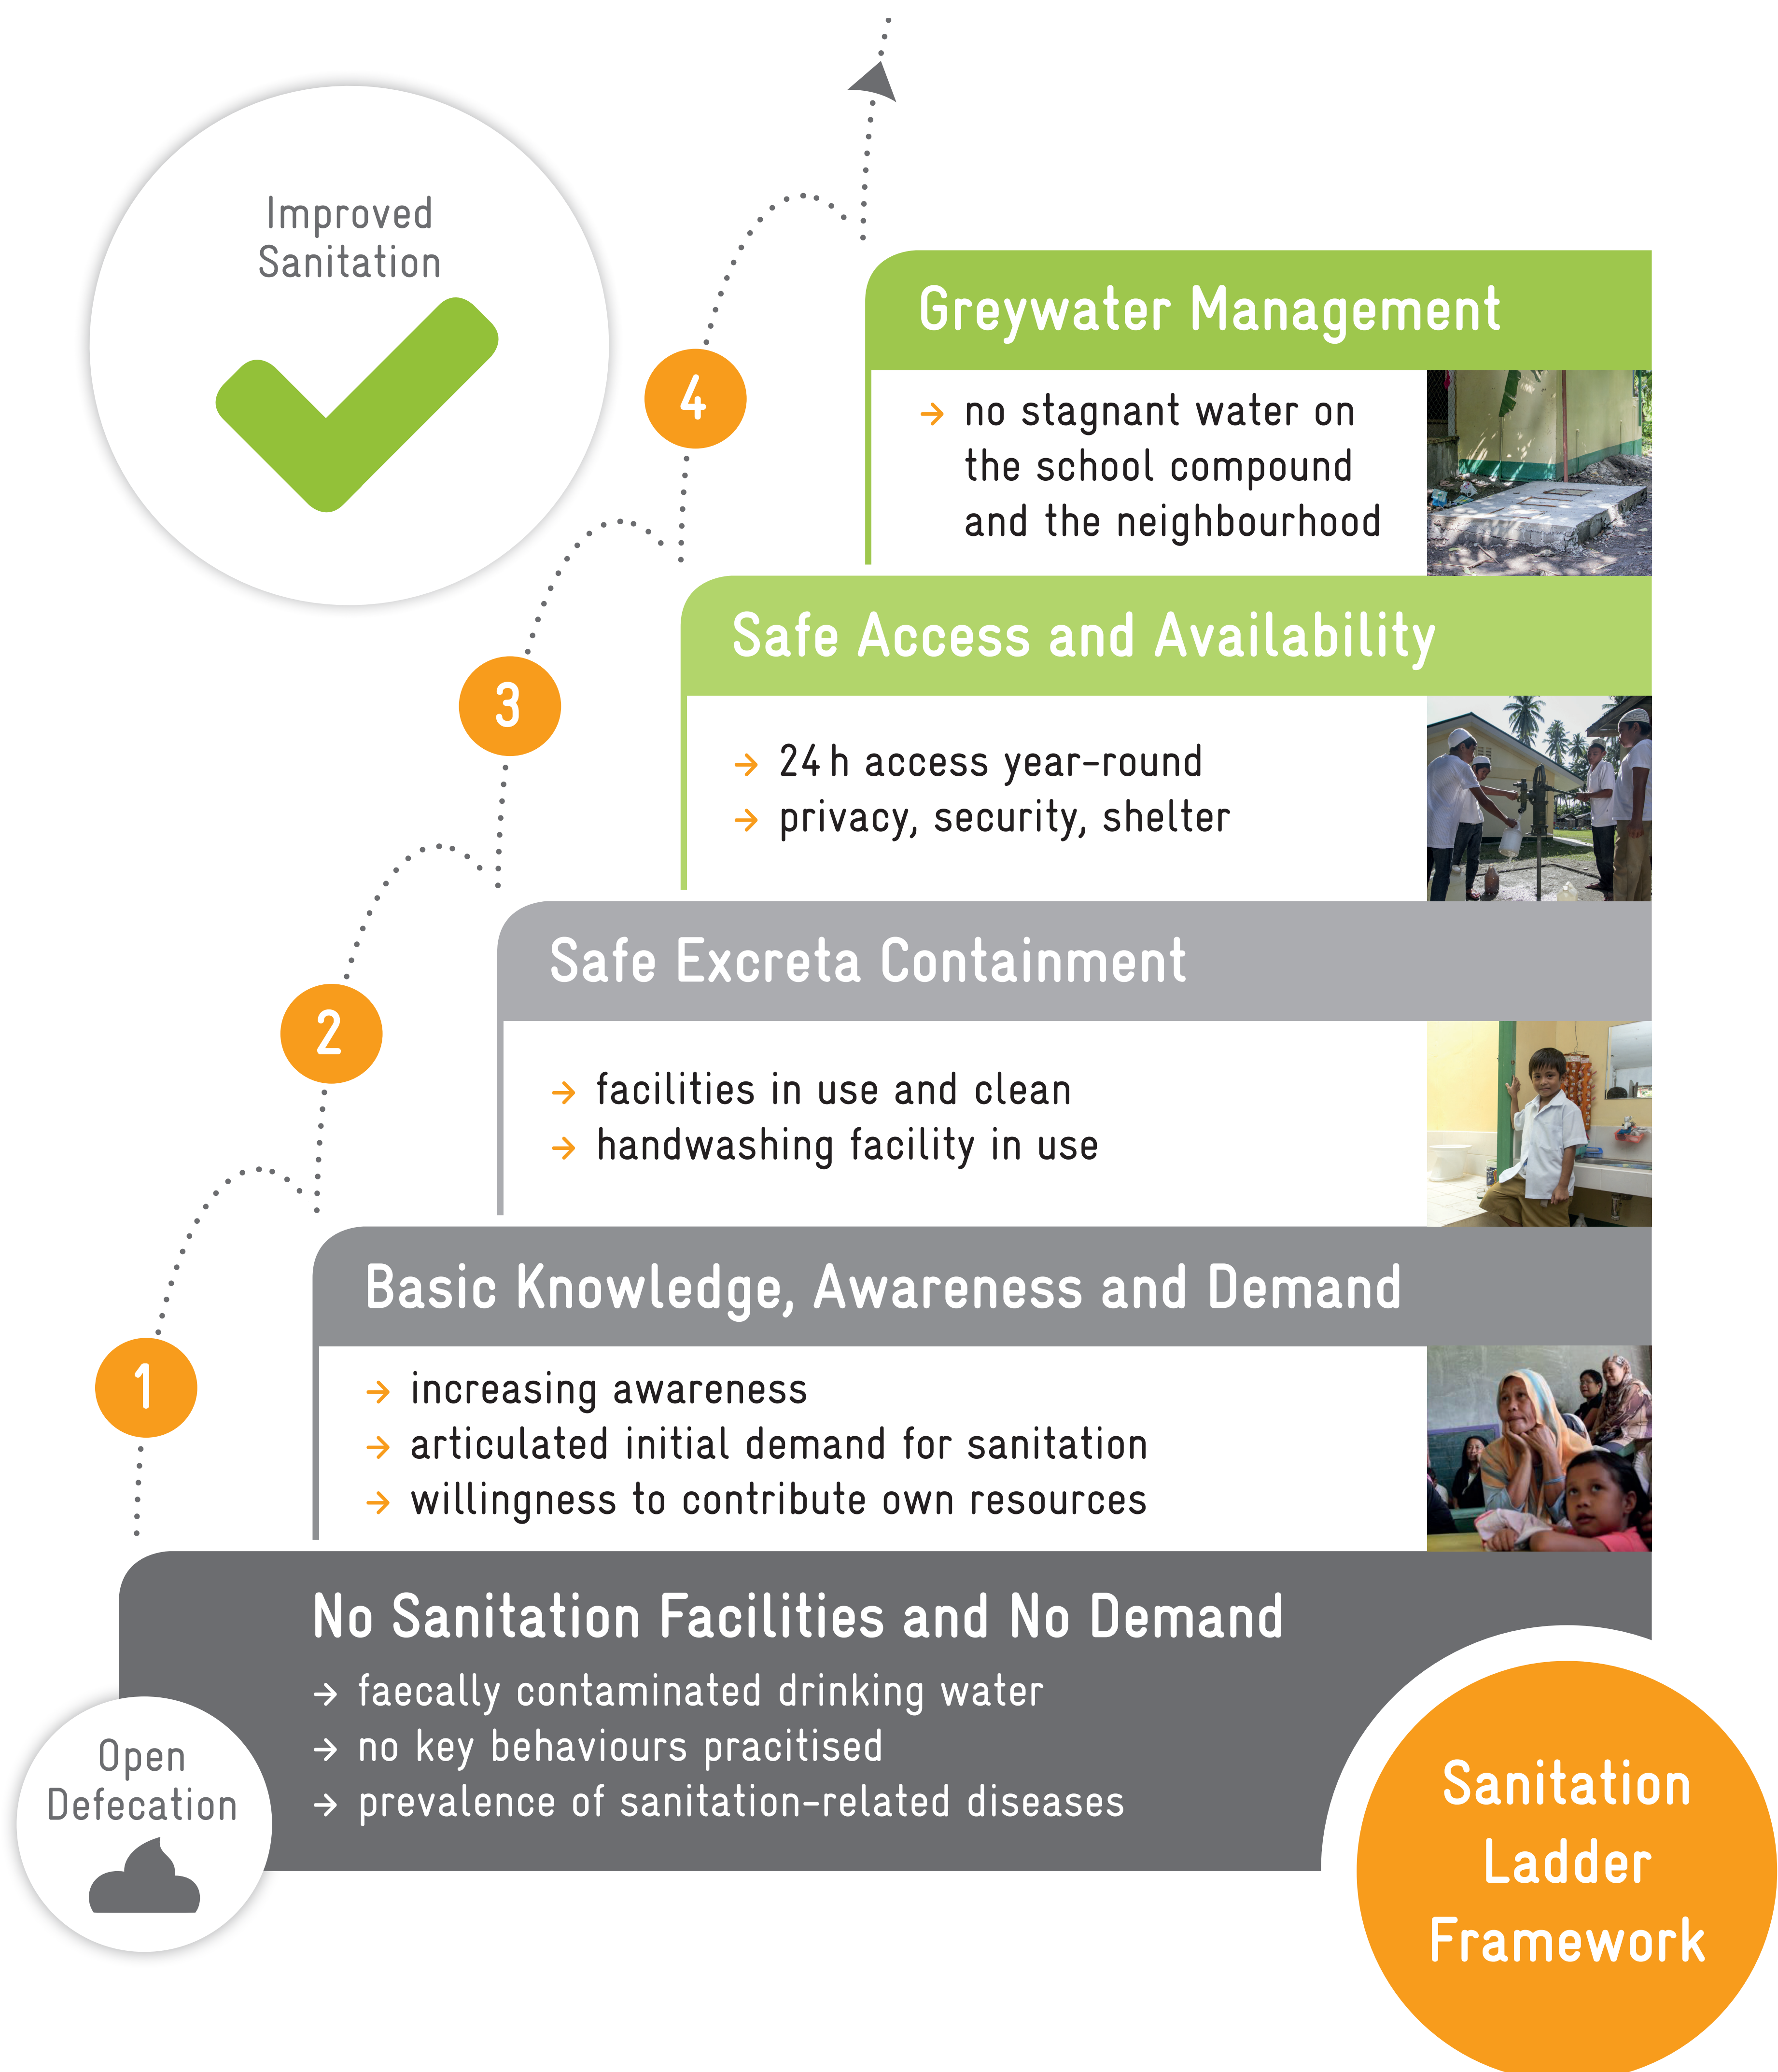 Improved
Sanitation
4
Greywater Management
→ no stagnant water on
the school compound
and the neighbourhood
3
Safe Access and Availability
→ 24 h access year-round
→ privacy, security, shelter
2
Safe Excreta Containment
→ facilities in use and clean
→ handwashing facility in use
1
Basic Knowledge, Awareness and Demand
→ increasing awareness
→ articulated initial demand for sanitation
→ willingness to contribute own resources
No Sanitation Facilities and No Demand
→ faecally contaminated drinking water
→ no key behaviours pracitised
→ prevalence of sanitation-related diseases
Open
Defecation
Sanitation
Ladder
Framework